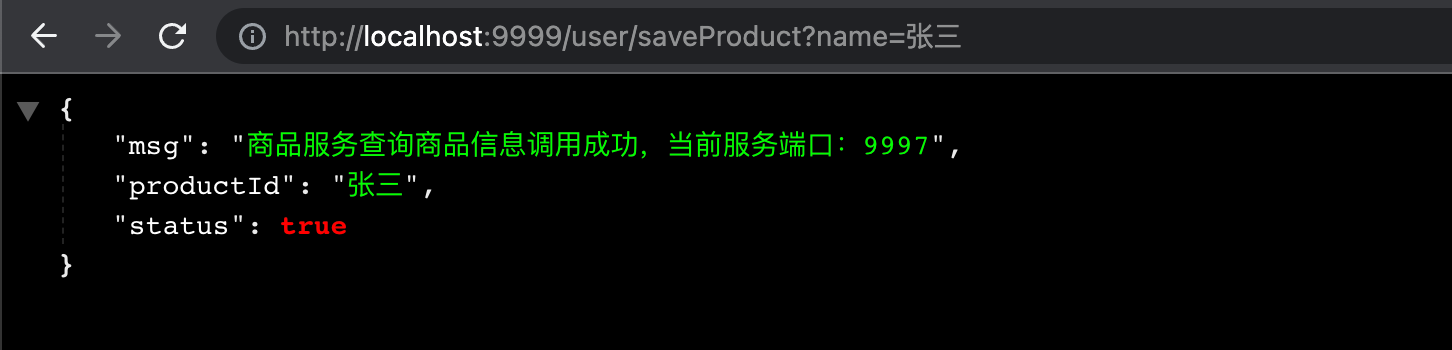 http://localhost:9999/user/saveProduct?name=张三
{
"msg": "商品服务查询商品信息调用成功，当前服务端口：9997",
"productId": "张三",
"status": true
}